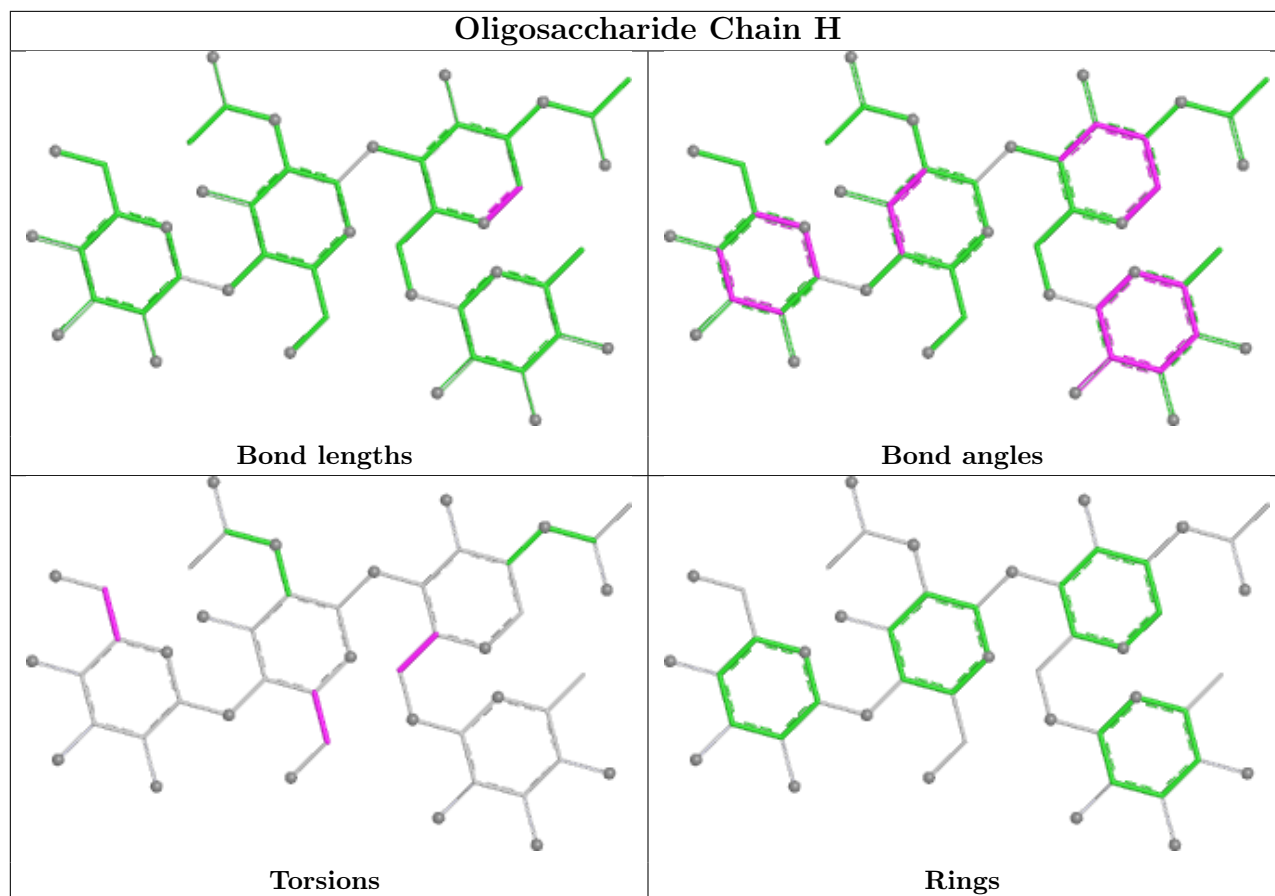 Oligosaccharide Chain H
Bond lengths
Bond angles
Torsions
Rings